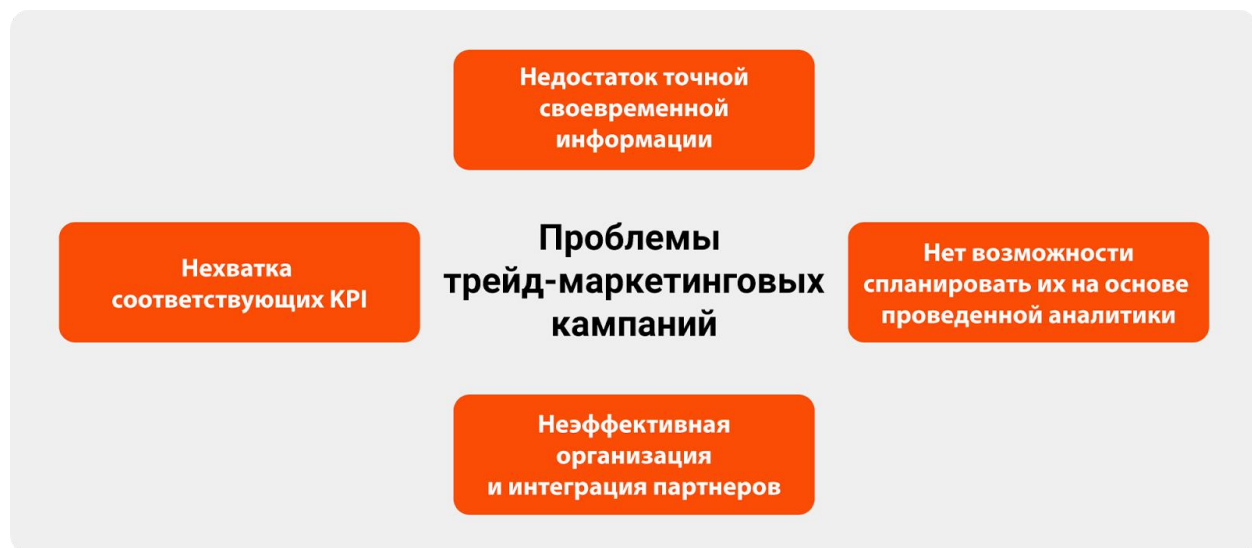 Недостаток точной
своевременной
информации
Проблемы
трейд-маркетинговых
кампаний
Нехватка
соответствующих KPI
Нет возможности
спланировать их на основе
проведенной аналитики
Неэффективная
организация
и интеграция партнеров